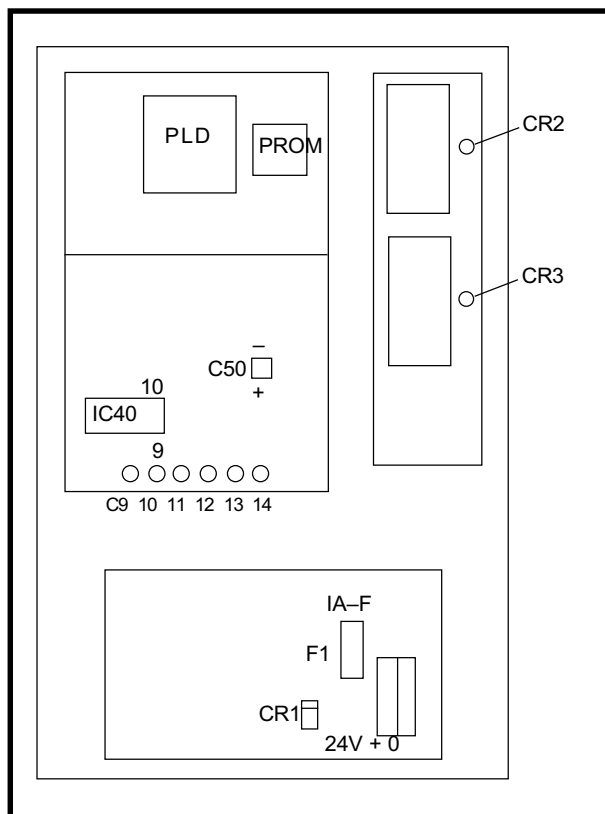 PLD
PROM
CR2
CR3
–
C50
+
10
IC40
9
C9 10 11 12 13 14
IA–F
F1
CR1
24V + 0